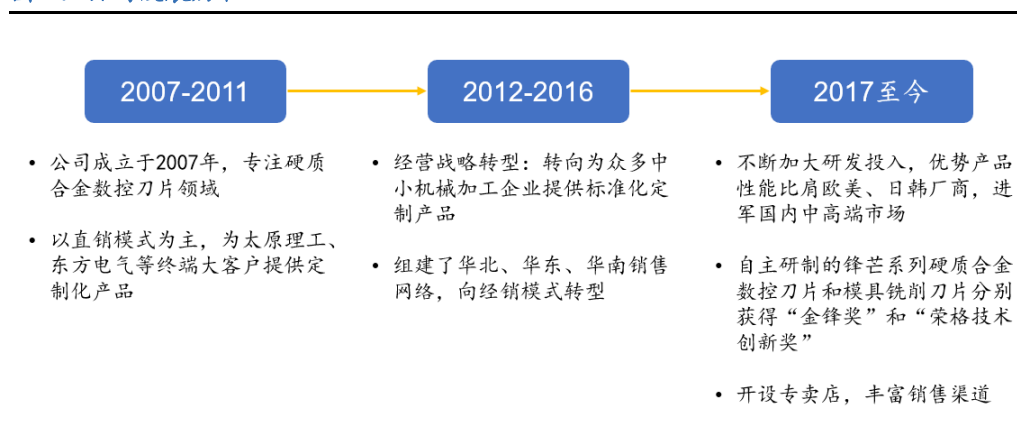 2007-2011
2012-2016
2017至今
• 公司成立于2007年，专注硬质
合金数控刀片领域
• 以直销模式为主，为太原理工、
东方电气等终端大客户提供定
制化产品
• 经营战略转型：转向为众多中
小机械加工企业提供标准化定
制产品
• 组建了华北、华东、华南销售
网络，向经销模式转型
• 不断加大研发投入，优势产品
性能比肩欧美、日韩厂商，进
军国内中高端市场
• 自主研制的锋芒系列硬质合金
数控刀片和模具铣削刀片分别
获得“金锋奖”和“荣格技术
创新奖”
• 开设专卖店，丰富销售渠道